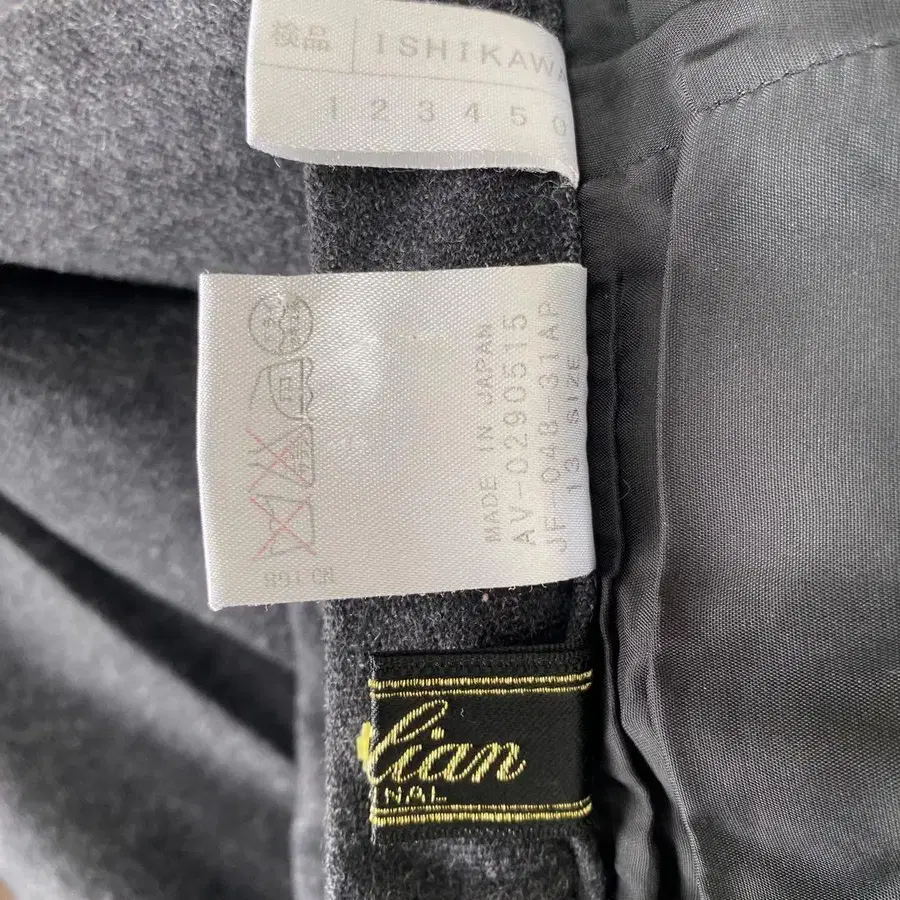 検品 ISHIKAWA
1 2 3 4 5
MADE IN JAPAN
AV-0290515
JF-048-31AP
13 SIZE
lian
NAL